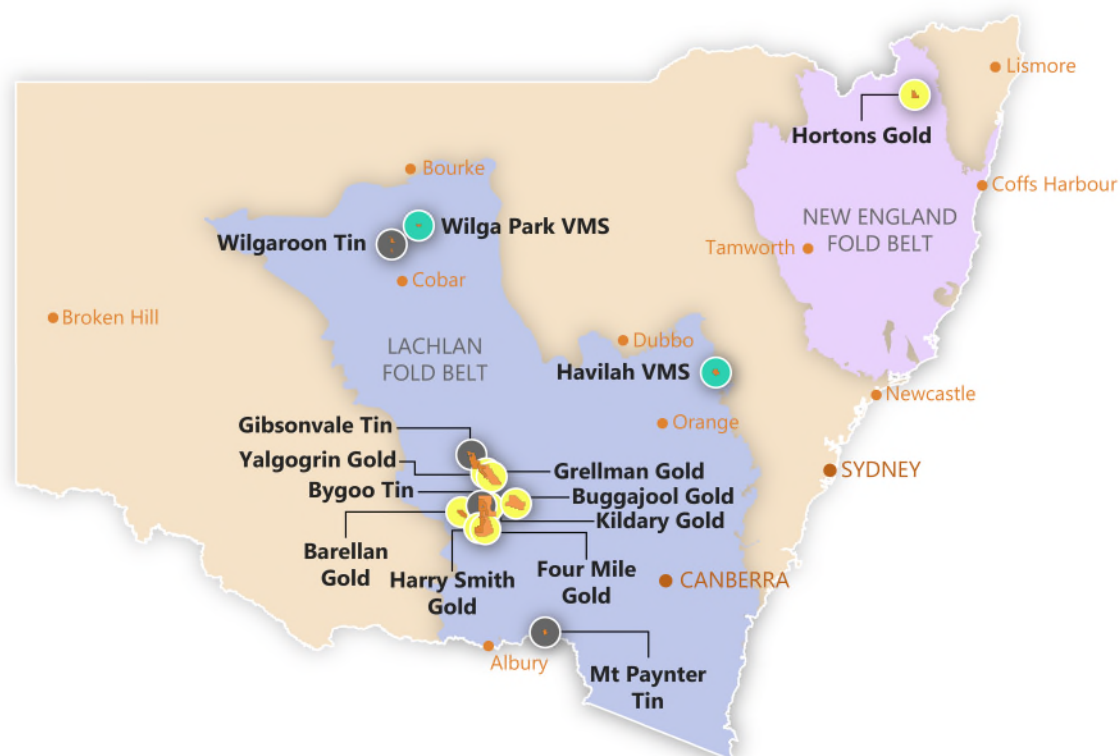 Lismore
Hortons Gold
Bourke
Coffs Harbour
NEW ENGLAND
FOLD BELT
Wilga Park VMS
Wilgaroon Tin
Tamworth
Cobar
Broken Hill
Dubbo
LACHLAN
FOLD BELT
Havilah VMS
Newcastle
Orange
Gibsonvale Tin
Yalgogrin Gold
Grellman Gold
SYDNEY
Bygoo Tin
Buggajool Gold
Kildary Gold
Barellan
Gold
Harry Smith
Gold
Four Mile
Gold
CANBERRA
Albury
Mt Paynter
Tin